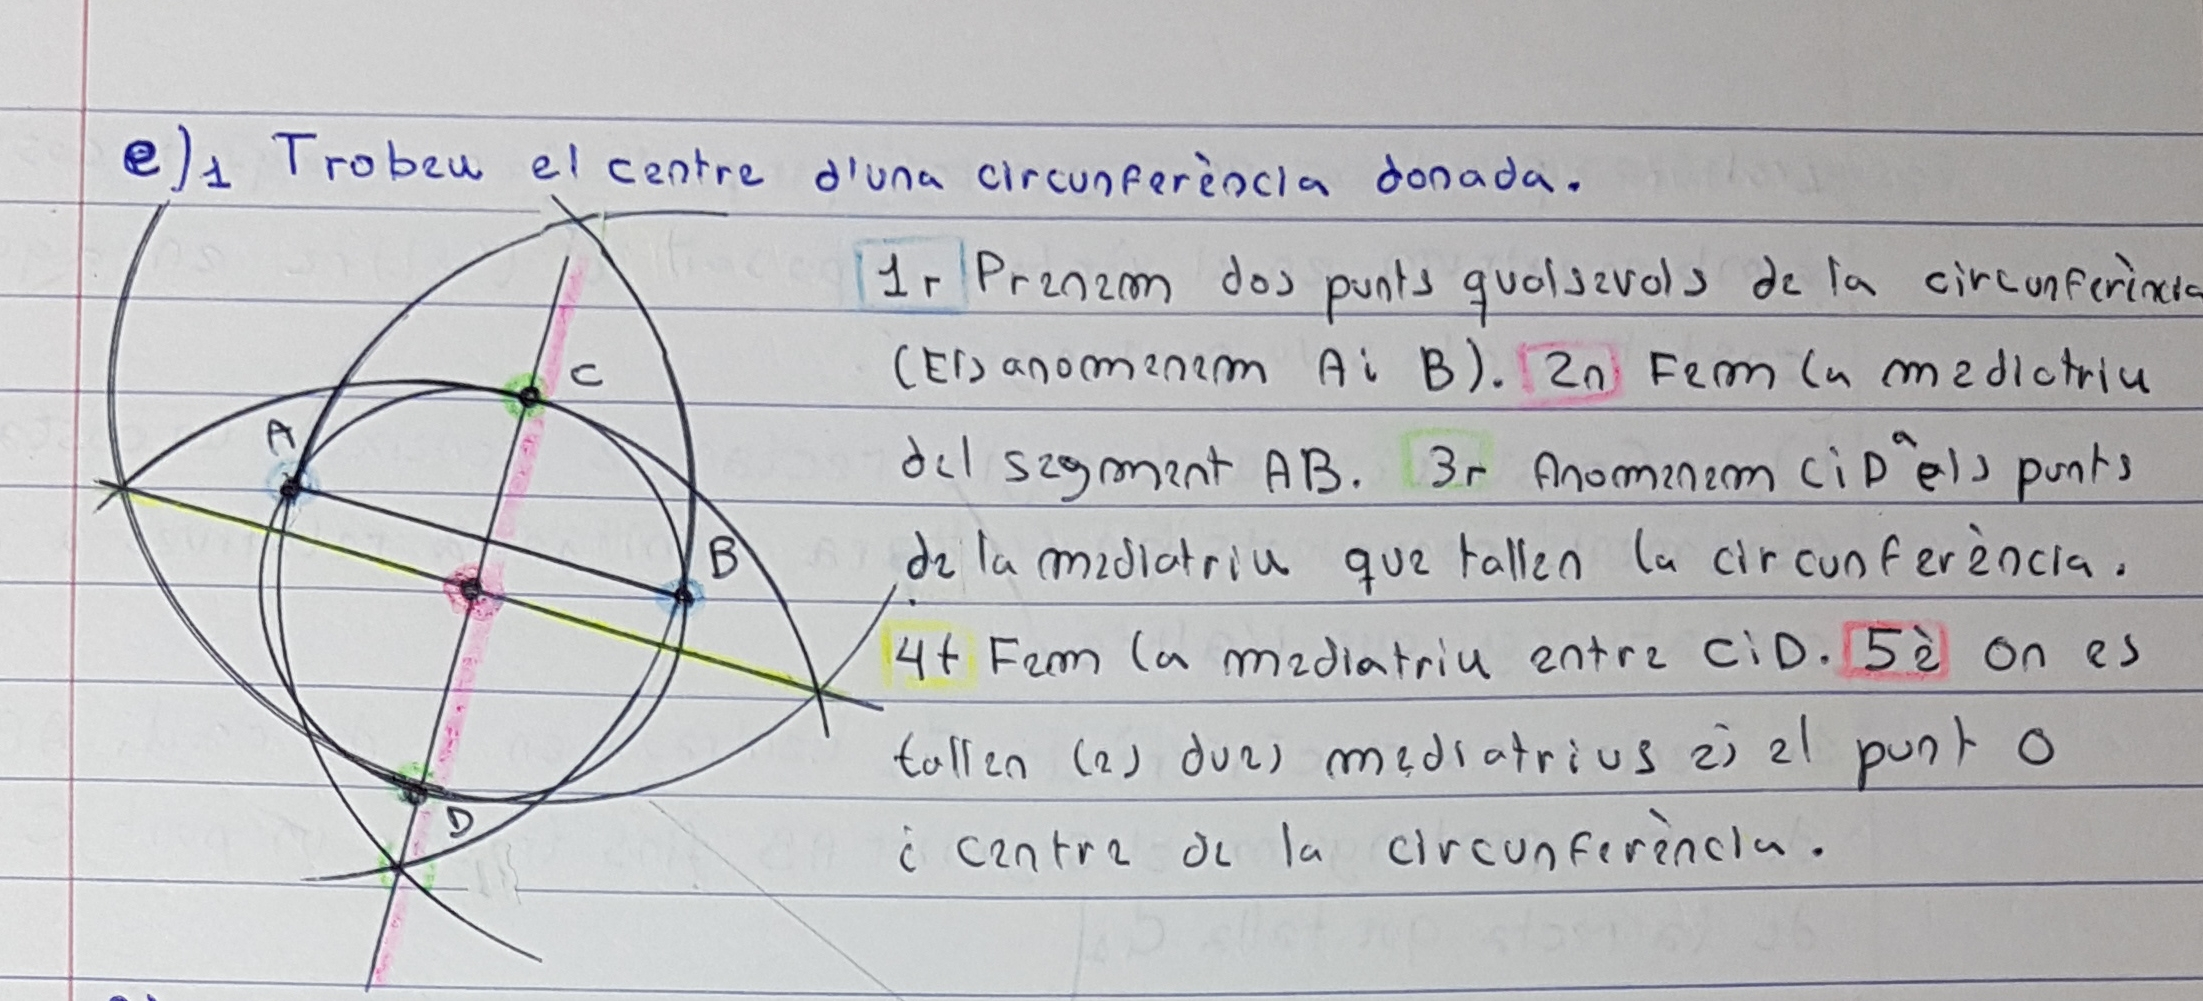 e)1 Trobeu el centre d'una circunferència donada.
1r Prenem dos punts qualsevols de la circunferència
(Els anomenem A i B). 2n Fem la mediatriu
C
A
del segment AB. 3r Anomenem C i D a els punts
B
de la mediatriu que tallen la circunferència.
4t Fem la mediatriu entre C i D. 5è On es
tallen les dues mediatrius és el punt O
D
i centre de la circunferència.